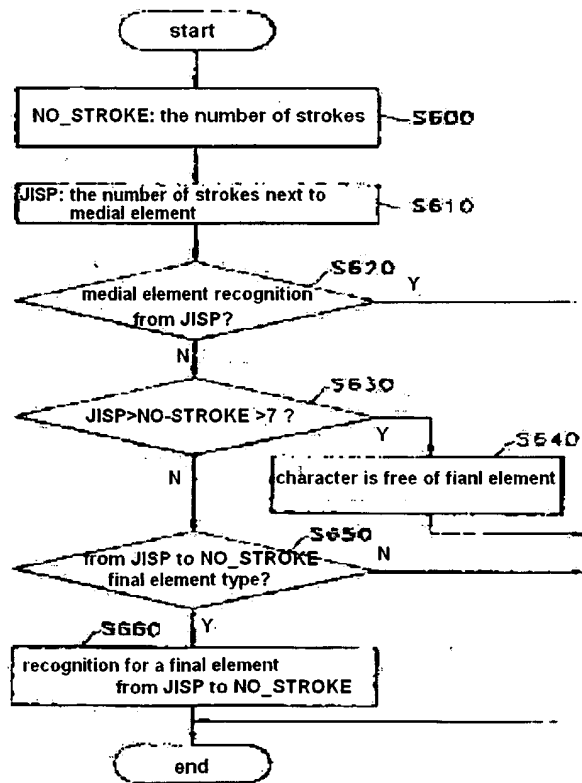 start
NO_STROKE: the number of strokes
S600
JISP: the number of strokes next to
medial element
S610
S620
medial element recognition
from JISP?
Y
N
S630
JISP>NO-STROKE >7 ?
Y
N
S640
character is free of fianl element
S650
from JISP to NO_STROKE
final element type?
N
Y
S660
recognition for a final element
from JISP to NO_STROKE
end